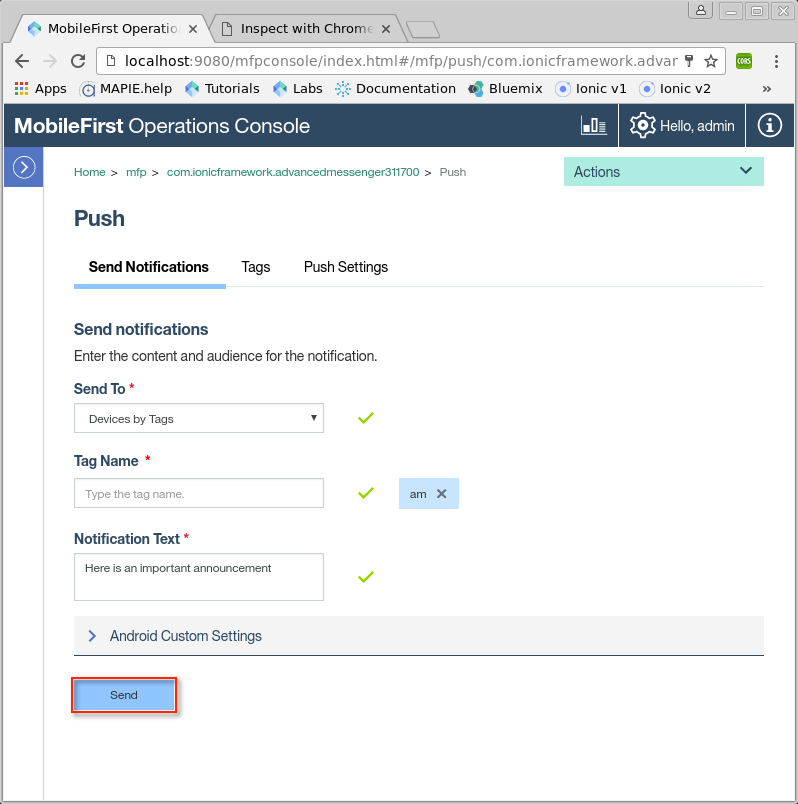 MobileFirst Operatio
Inspect with Chrome
localhost:9080/mfpconsole/index.html#/mfp/push/com.ionicframework.advar
CORS
Apps MAPIE.help Tutorials Labs Documentation Bluemix Ionic v1 Ionic v2 »
MobileFirst Operations Console
Hello, admin
Home > mfp > com.ionicframework.advancedmessenger311700 > Push
Actions
Push
Send Notifications Tags Push Settings
Send notifications
Enter the content and audience for the notification.
Send To *
Devices by Tags
Tag Name *
Type the tag name.
am
Notification Text *
Here is an important announcement
Android Custom Settings
Send